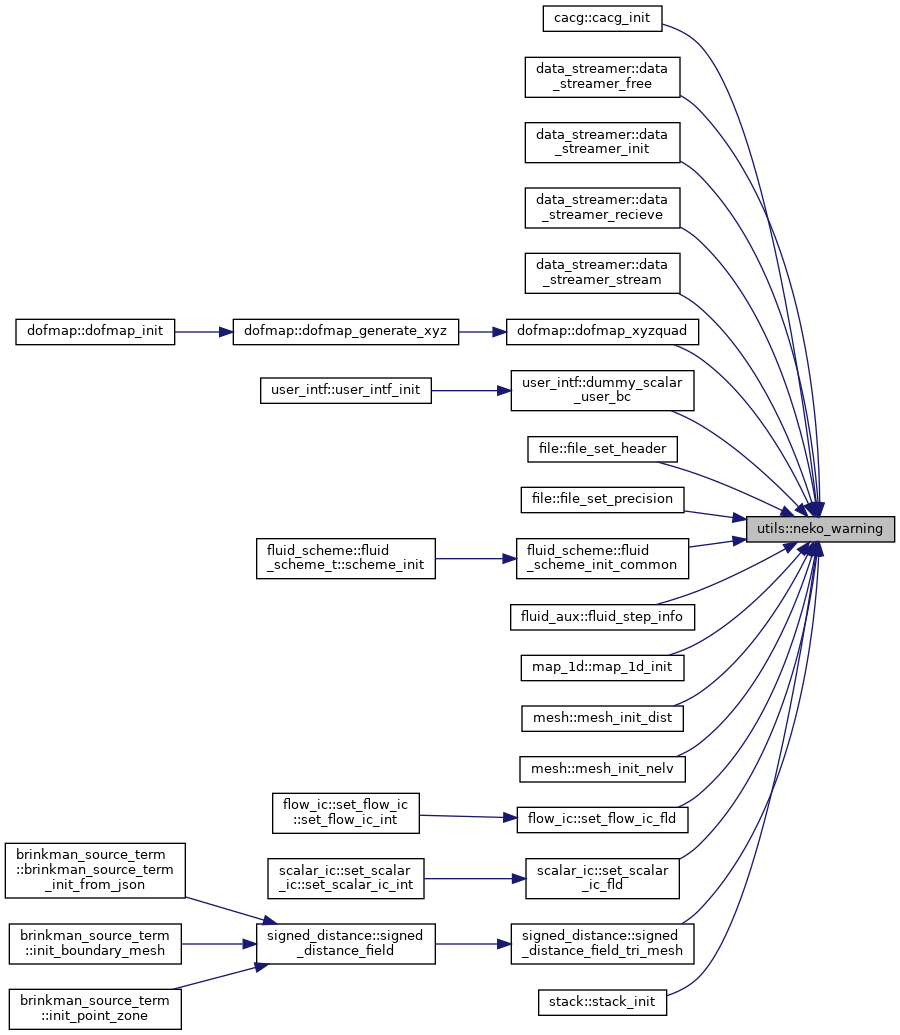 cacg::cacg_init
data_streamer::data
_streamer_free
data_streamer::data
_streamer_init
data_streamer::data
_streamer_recieve
data_streamer::data
_streamer_stream
dofmap::dofmap_init
dofmap::dofmap_generate_xyz
dofmap::dofmap_xyzquad
user_intf::user_intf_init
user_intf::dummy_scalar
_user_bc
file::file_set_header
file::file_set_precision
utils::neko_warning
fluid_scheme::fluid
_scheme_t::scheme_init
fluid_scheme::fluid
_scheme_init_common
fluid_aux::fluid_step_info
map_1d::map_1d_init
mesh::mesh_init_dist
mesh::mesh_init_nelv
flow_ic::set_flow_ic
::set_flow_ic_int
flow_ic::set_flow_ic_fld
scalar_ic::set_scalar
_ic::set_scalar_ic_int
scalar_ic::set_scalar
_ic_fld
brinkman_source_term
::brinkman_source_term
_init_from_json
brinkman_source_term
::init_boundary_mesh
signed_distance::signed
_distance_field
signed_distance::signed
_distance_field_tri_mesh
brinkman_source_term
::init_point_zone
stack::stack_init